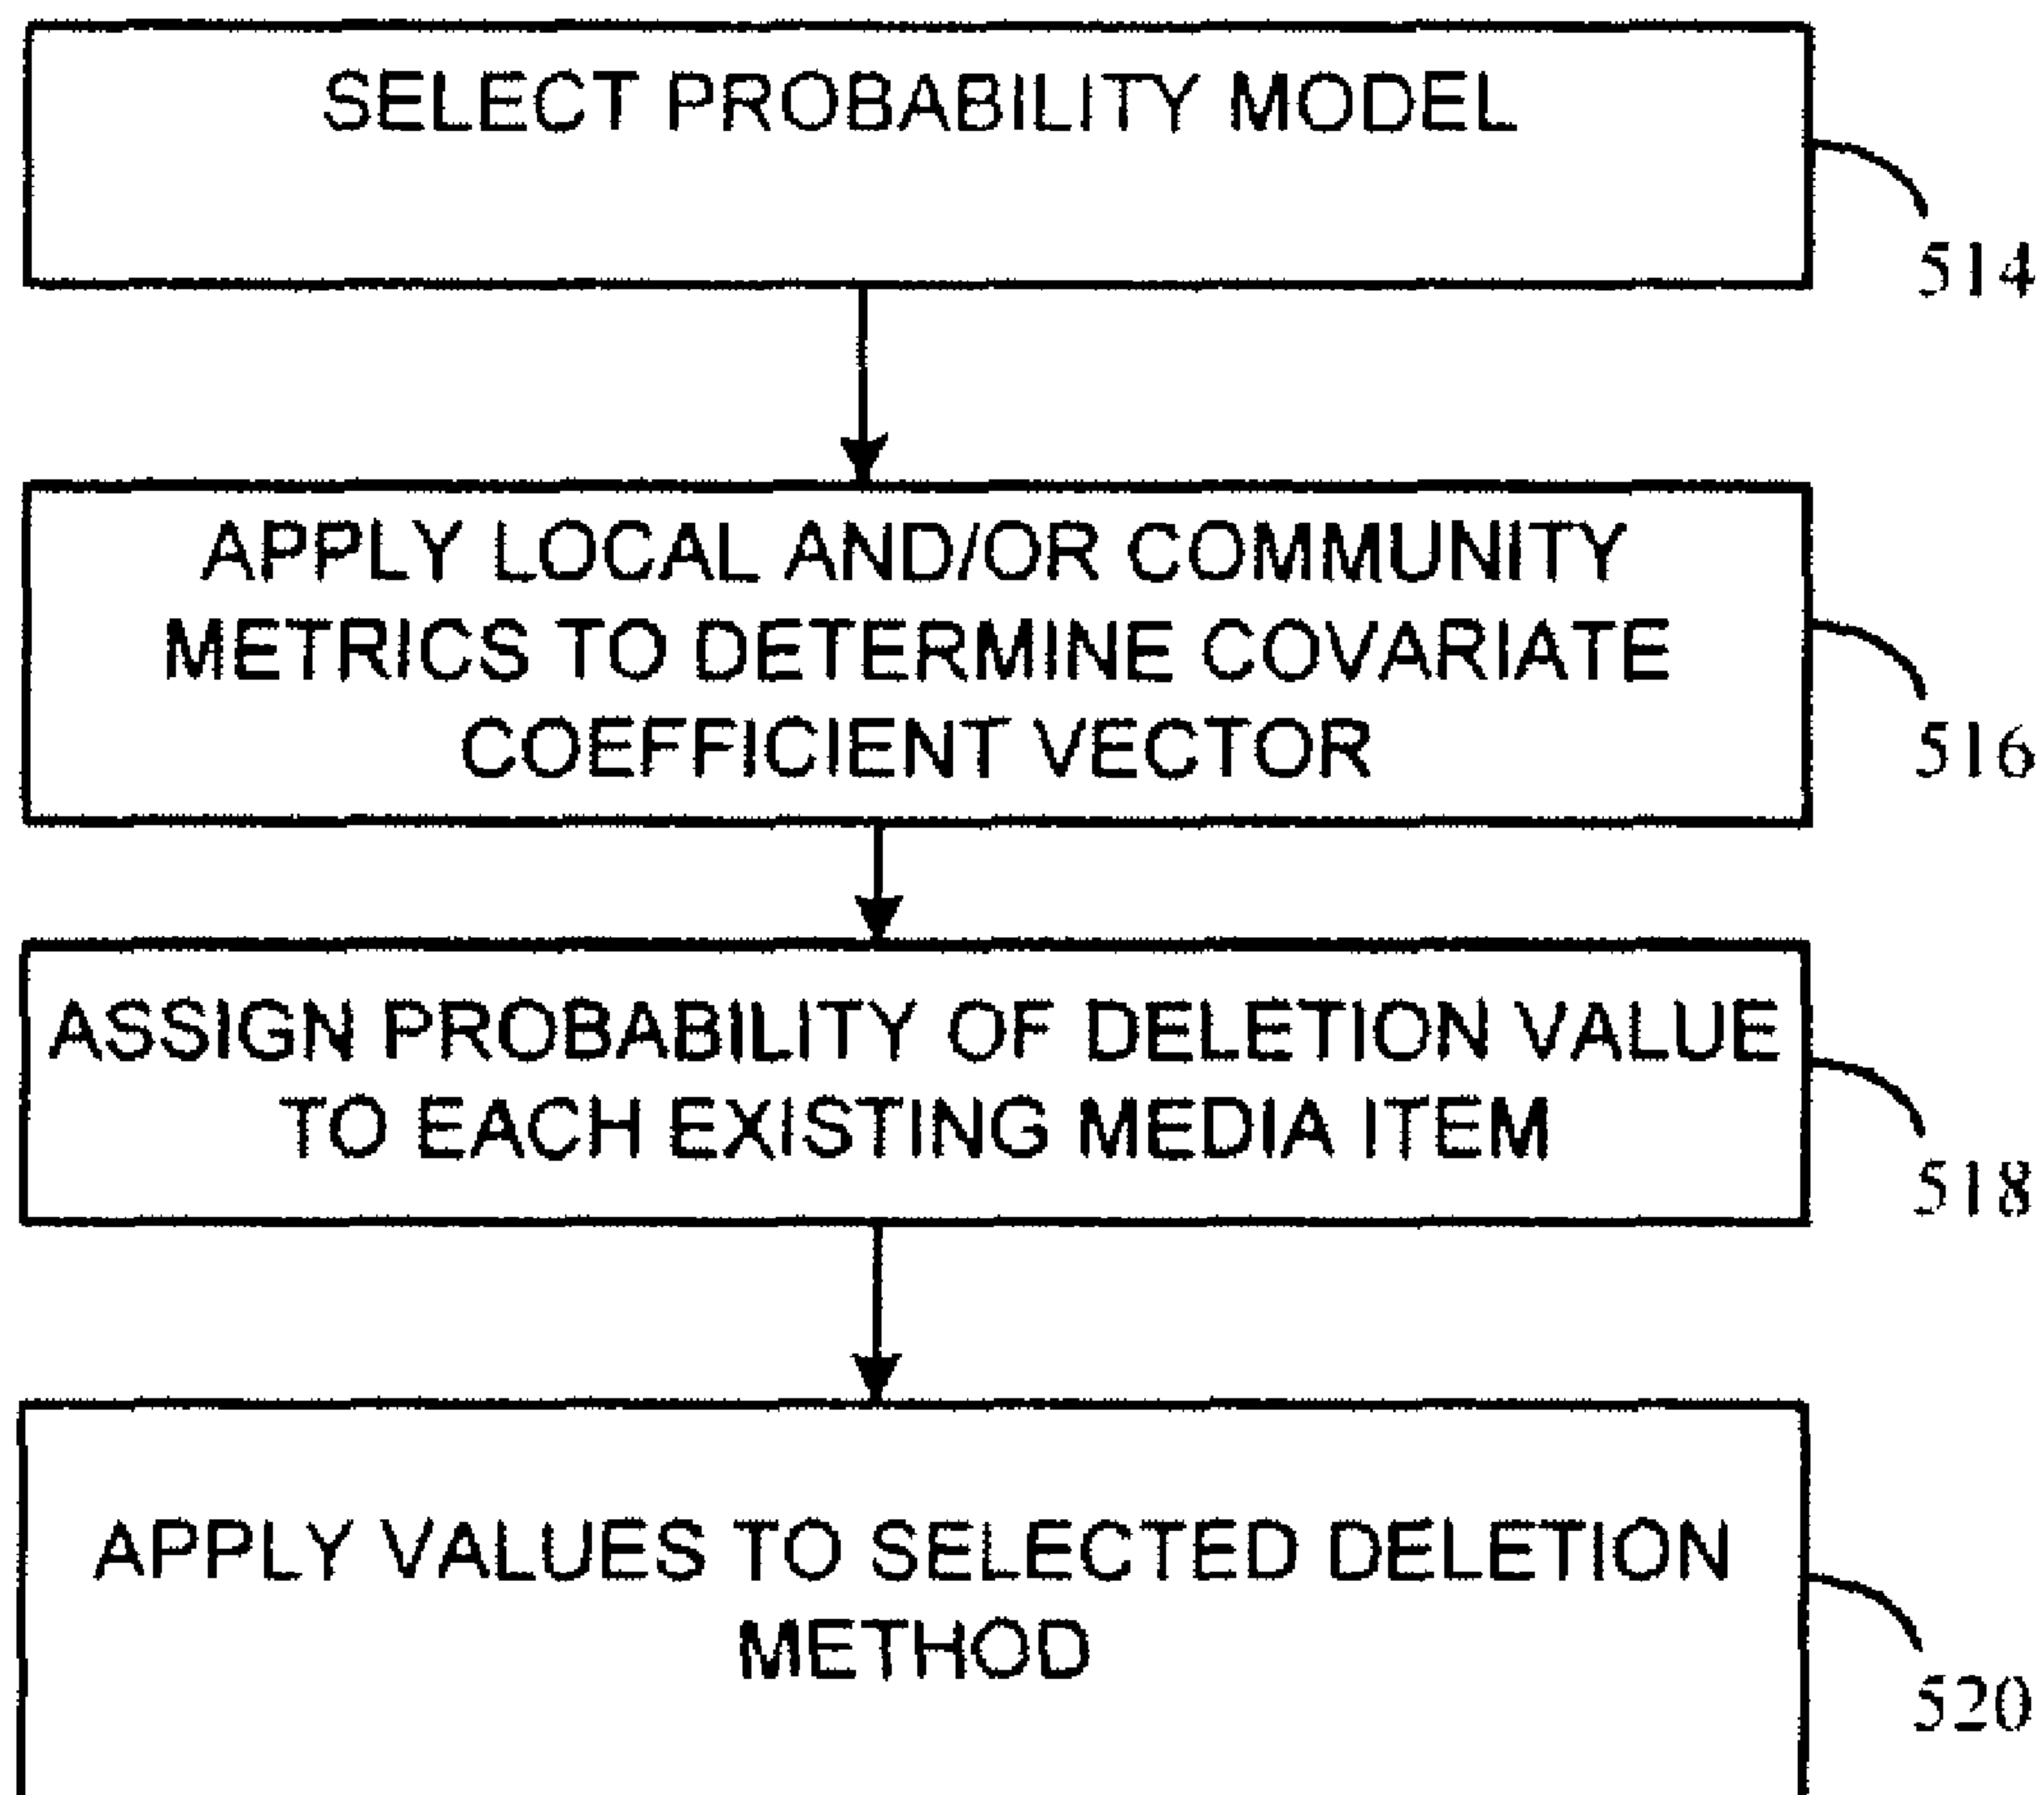 SELECT PROBABILITY MODEL
514
APPLY LOCAL AND/OR COMMUNITY
METRICS TO DETERMINE COVARIATE
COEFFICIENT VECTOR
516
ASSIGN PROBABILITY OF DELETION VALUE
TO EACH EXISTING MEDIA ITEM
518
APPLY VALUES TO SELECTED DELETION
METHOD
520